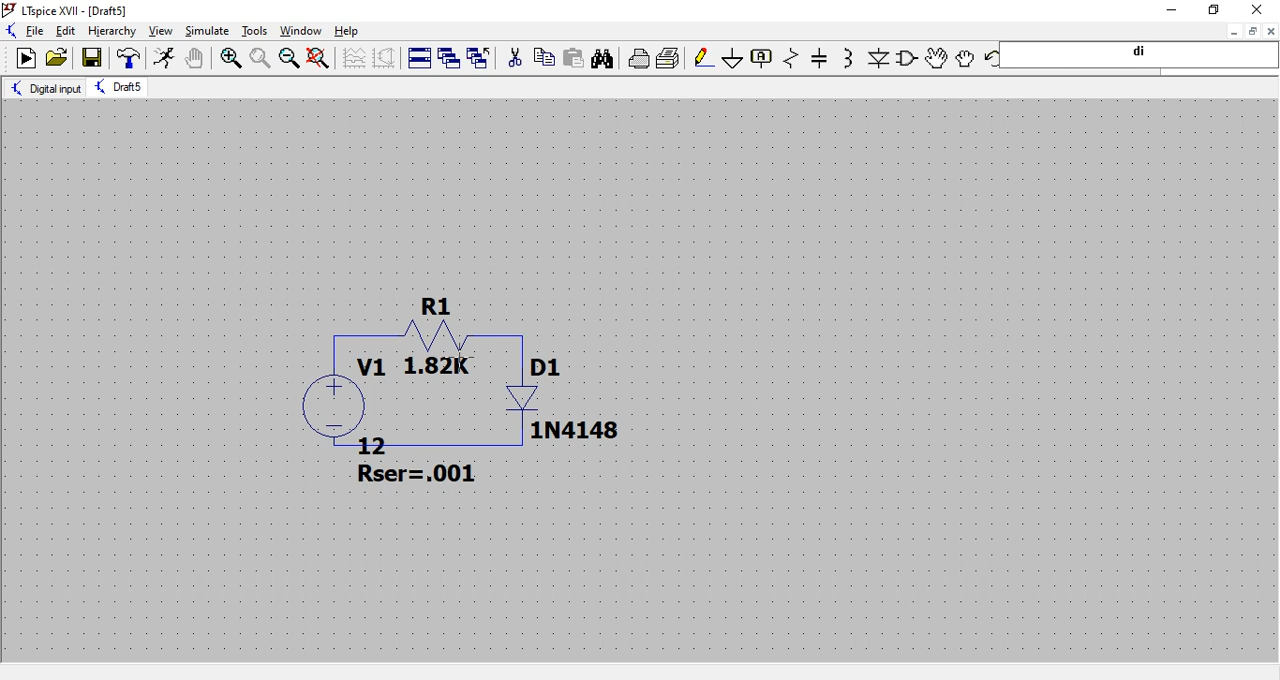 LTspice XVII - [Draft5]
File Edit Hierarchy View Simulate Tools Window Help
di
Digital input Draft5
R1
V1 1.82K D1
1N4148
12
Rser=.001